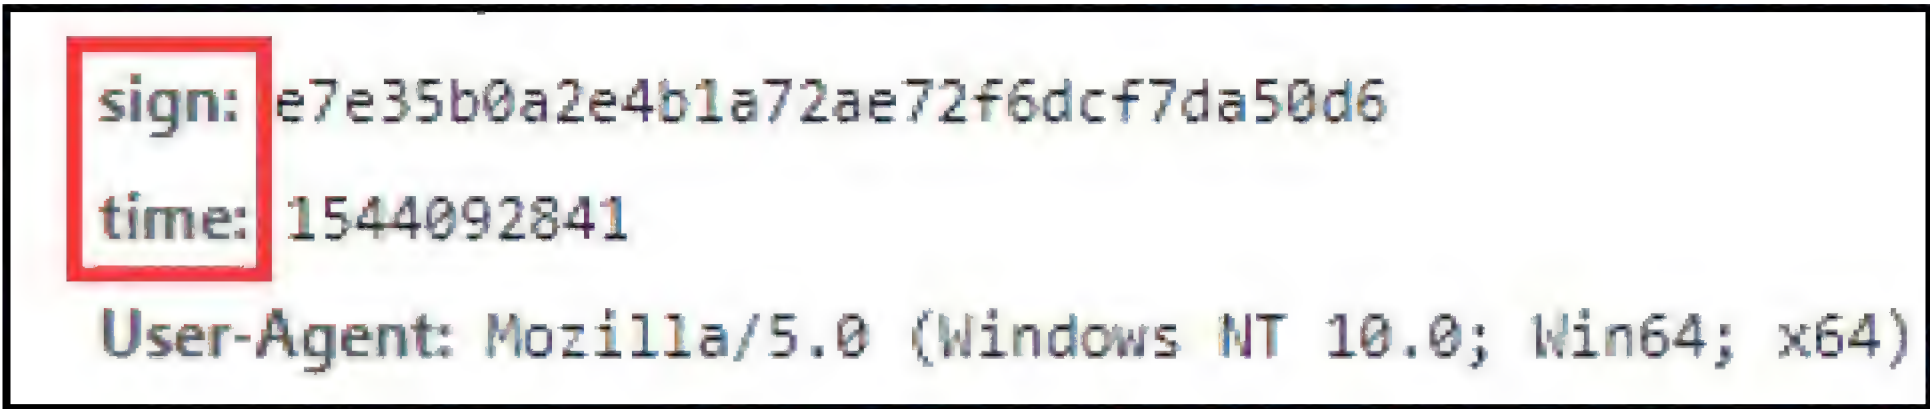 sign: e7e35b0a2e4b1a72ae72f6dcf7da50d6
time: 1544092841
User-Agent: Mozilla/5.0 (Windows NT 10.0; Win64; x64)